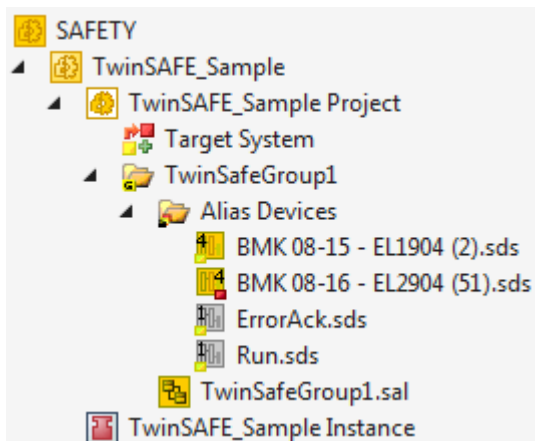 SAFETY
TwinSAFE_Sample
TwinSAFE_Sample Project
Target System
TwinSafeGroup1
Alias Devices
BMK 08-15 - EL1904 (2).sds
BMK 08-16 - EL2904 (51).sds
ErrorAck.sds
Run.sds
TwinSafeGroup1.sal
TwinSAFE_Sample Instance